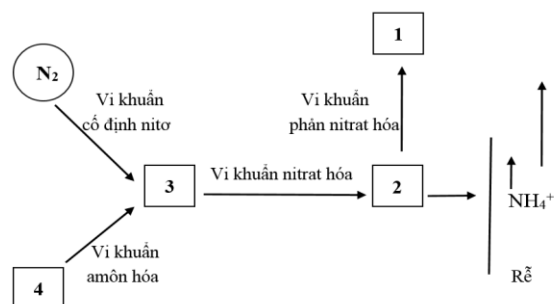 1
N₂
Vi khuẩn
cố định nitơ
Vi khuẩn
phản nitrat hóa
3
Vi khuẩn nitrat hóa
2
NH₄⁺
Vi khuẩn
amôn hóa
4
Rễ